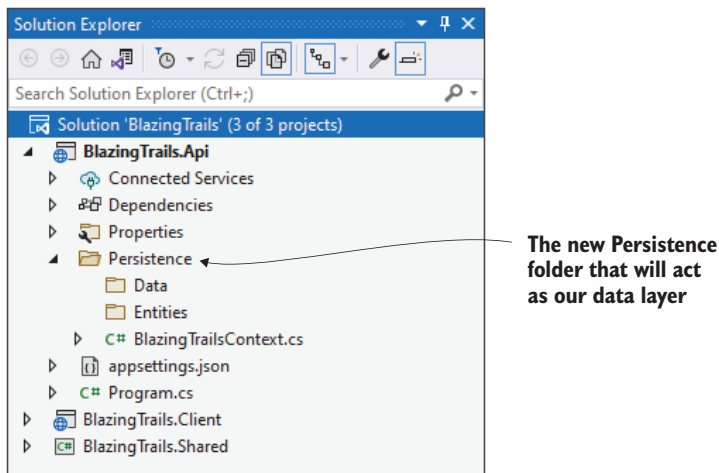 Solution Explorer
Search Solution Explorer (Ctrl+;)
Solution 'BlazingTrails' (3 of 3 projects)
BlazingTrails.Api
Connected Services
Dependencies
Properties
Persistence
Data
Entities
C# BlazingTrailsContext.cs
appsettings.json
C# Program.cs
BlazingTrails.Client
C# BlazingTrails.Shared
The new Persistence
folder that will act
as our data layer